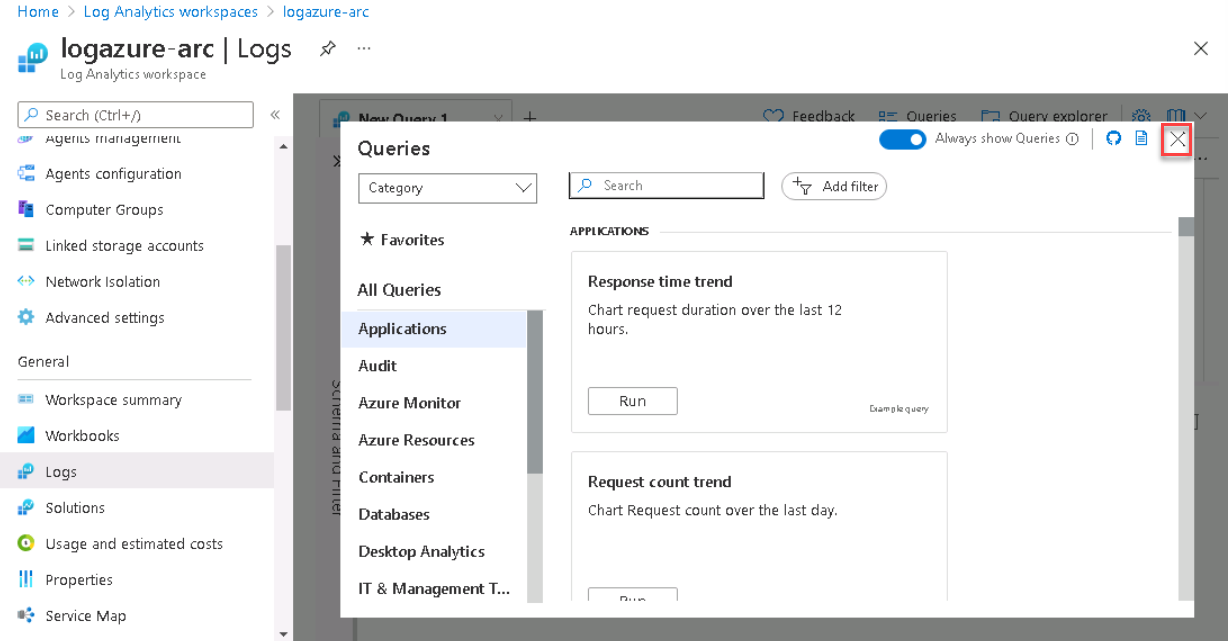 Home > Log Analytics workspaces > logazure-arc
logazure-arc | Logs ...
Log Analytics workspace
Search (Ctrl+/)
«
Agents management
Agents configuration
Computer Groups
Linked storage accounts
Network Isolation
Advanced settings
General
Workspace summary
Workbooks
Logs
Solutions
Usage and estimated costs
Properties
Service Map
New Query 1
Feedback
Queries
Query explorer
Schema and Filter
Queries
Always show Queries
Category
Search
Add filter
Favorites
All Queries
Applications
Audit
Azure Monitor
Azure Resources
Containers
Databases
Desktop Analytics
IT & Management T...
APPLICATIONS
Response time trend
Chart request duration over the last 12
hours.
Run
Example query
Request count trend
Chart Request count over the last day.
Run